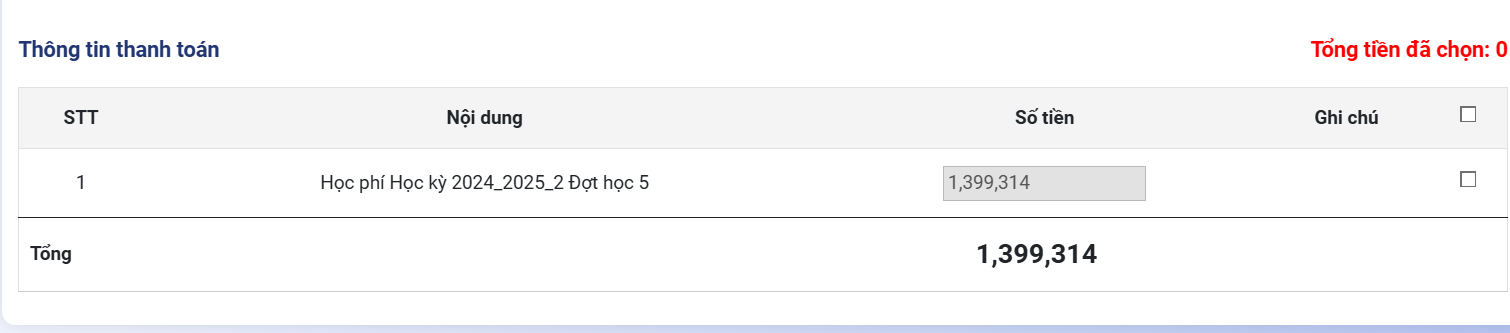 Thông tin thanh toán
Tổng tiền đã chọn: 0
STT Nội dung Số tiền Ghi chú
1 Học phí Học kỳ 2024_2025_2 Đợt học 5 1,399,314
Tổng 1,399,314